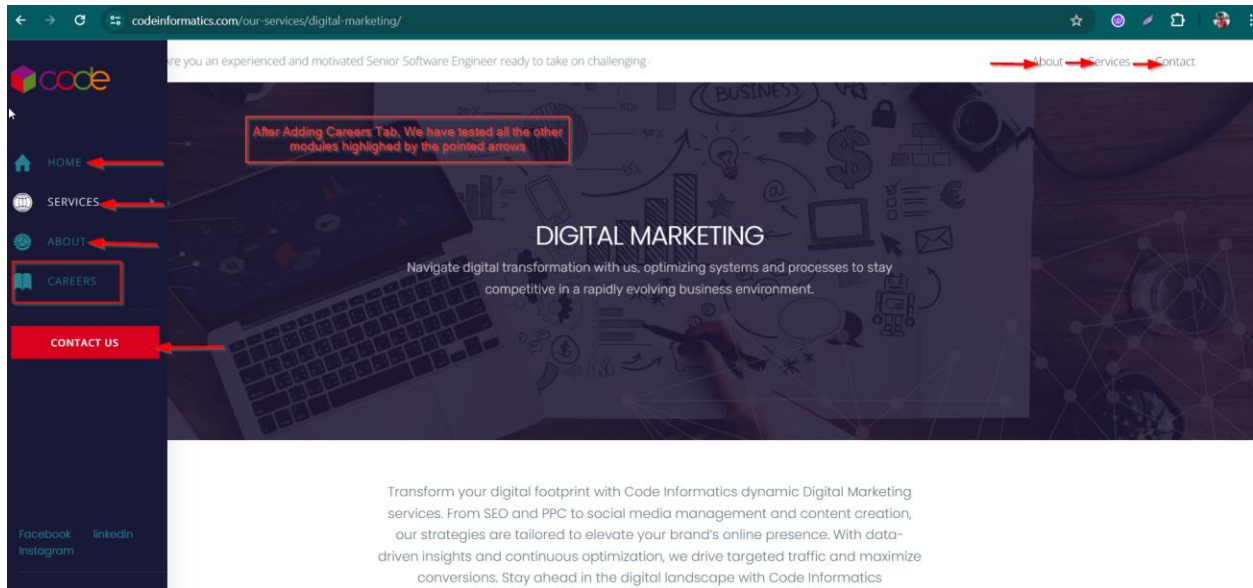 codeinformatics.com/our-services/digital-marketing/
code
re you an experienced and motivated Senior Software Engineer ready to take on challenging
About Services Contact
After Adding Careers Tab, We have tested all the other
modules highlighed by the pointed arrows
HOME
SERVICES
ABOUT
CAREERS
CONTACT US
BUSINESS
DIGITAL MARKETING
Navigate digital transformation with us, optimizing systems and processes to stay
competitive in a rapidly evolving business environment.
Transform your digital footprint with Code Informatics dynamic Digital Marketing
services. From SEO and PPC to social media management and content creation,
our strategies are tailored to elevate your brand's online presence. With data-
driven insights and continuous optimization, we drive targeted traffic and maximize
conversions. Stay ahead in the digital landscape with Code Informatics
Facebook linkedin
Instagram